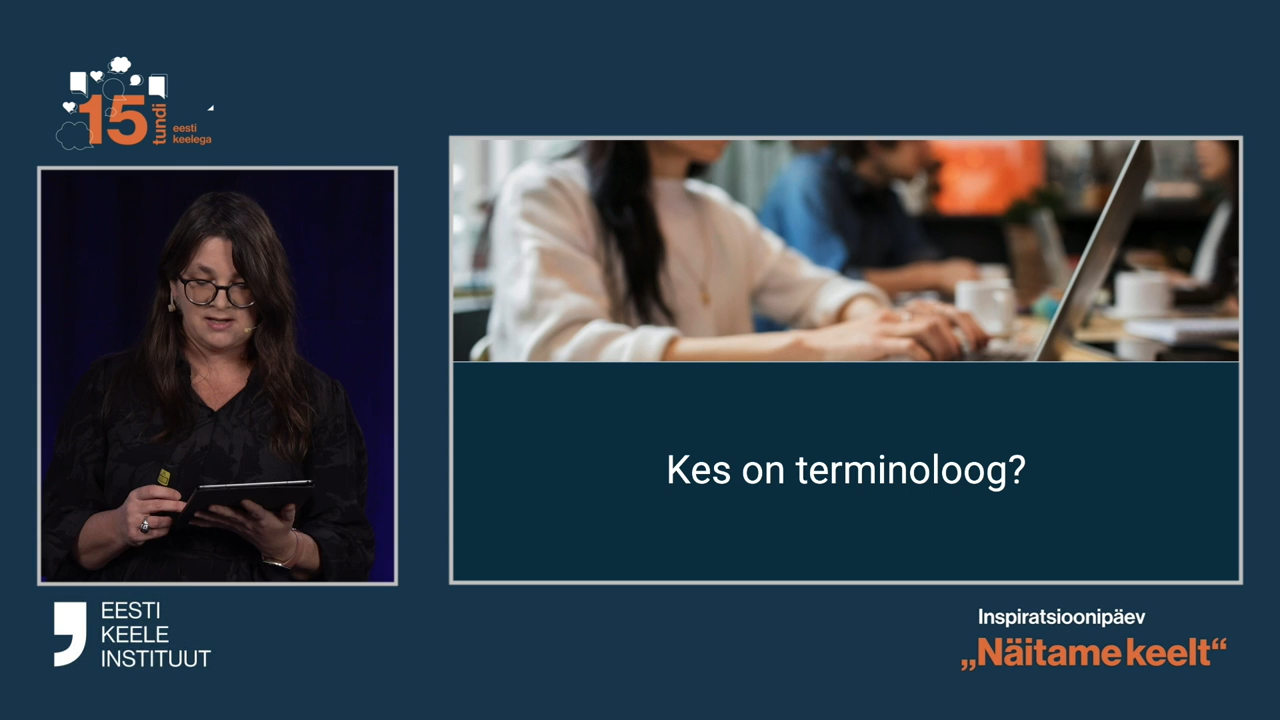 15
tundi
eesti
keelega
Kes on terminoloog?
EESTI
KEELE
INSTITUUT
Inspiratsioonipäev
„Näitame keelt“